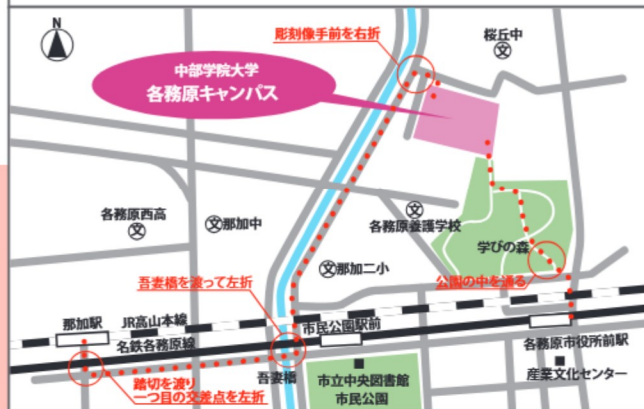 N
彫刻像手前を右折
桜丘中
文
中部学院大学
各務原キャンパス
各務原西高
文
文那加中
文
各務原養護学校
学びの森
文那加二小
公園の中を通る
吾妻橋を渡って左折
那加駅
JR高山本線
名鉄各務原線
市民公園駅前
各務原市役所前駅
産業文化センター
吾妻橋
踏切を渡り
一つ目の交差点を左折
市立中央図書館
市民公園